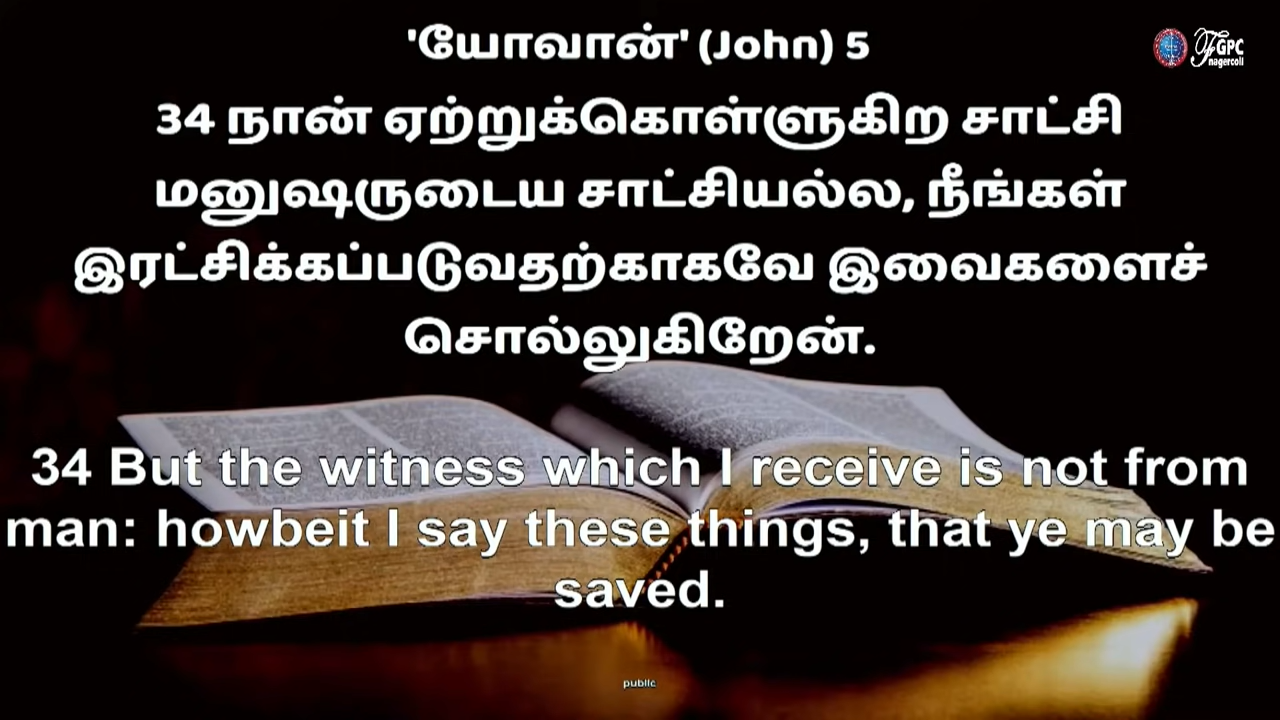 'யோவான்' (John) 5
FGPC
nagercoil
34 நான் ஏற்றுக்கொள்ளுகிற சாட்சி
மனுஷருடைய சாட்சியல்ல, நீங்கள்
இரட்சிக்கப்படுவதற்காகவே இவைகளைச்
சொல்லுகிறேன்.
34 But the witness which I receive is not from
man: howbeit I say these things, that ye may be
saved.
public